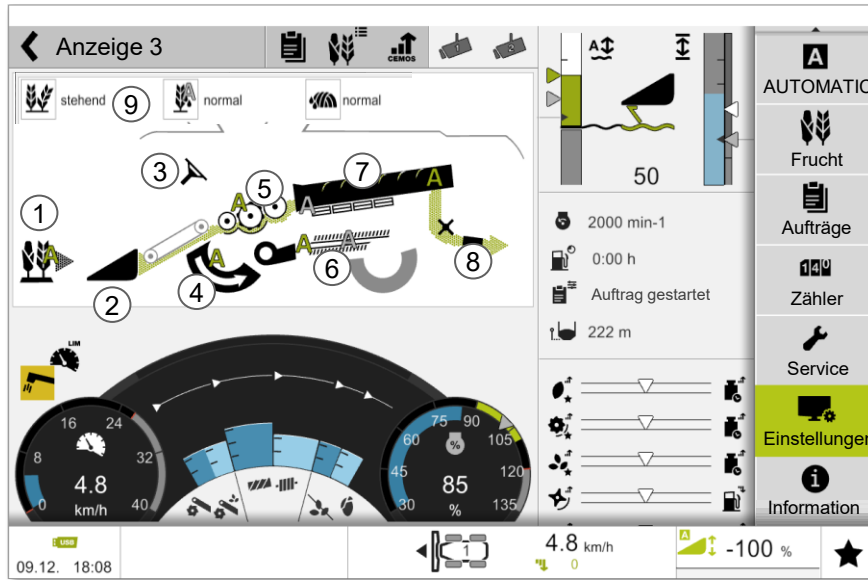 Anzeige 3
CEMOS
1
2
stehend
9
normal
normal
A
3
5
7
A
A
A
1
A
2
4
A
A
A
6
8
A
50
2000 min-1
0:00 h
Auftrag gestartet
222 m
LIM
0
8
16
24
32
40
4.8
km/h
30
45
60
75
90
105
120
135
%
85
%
A
AUTOMATIC
Frucht
Aufträge
140
Zähler
Service
Einstellungen
i
Information
USB
09.12. 18:08
1
4.8 km/h
0
A
-100 %